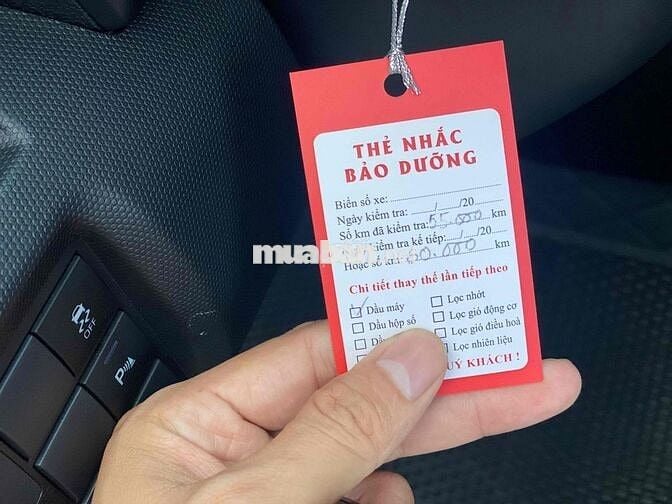 THẺ NHẮC
BẢO DƯỠNG
Biển số xe:
Ngày kiểm tra: / /20
Số km đã kiểm tra: 55.000 km
kiểm tra kế tiếp: / /20
Hoặc số km 60.000 km
muaban
Chi tiết thay thế lần tiếp theo
Dầu máy
Lọc nhớt
Dầu hộp số
Lọc gió động cơ
Lọc gió điều hoà
Lọc nhiên liệu
KHÁCH !
OFF
P